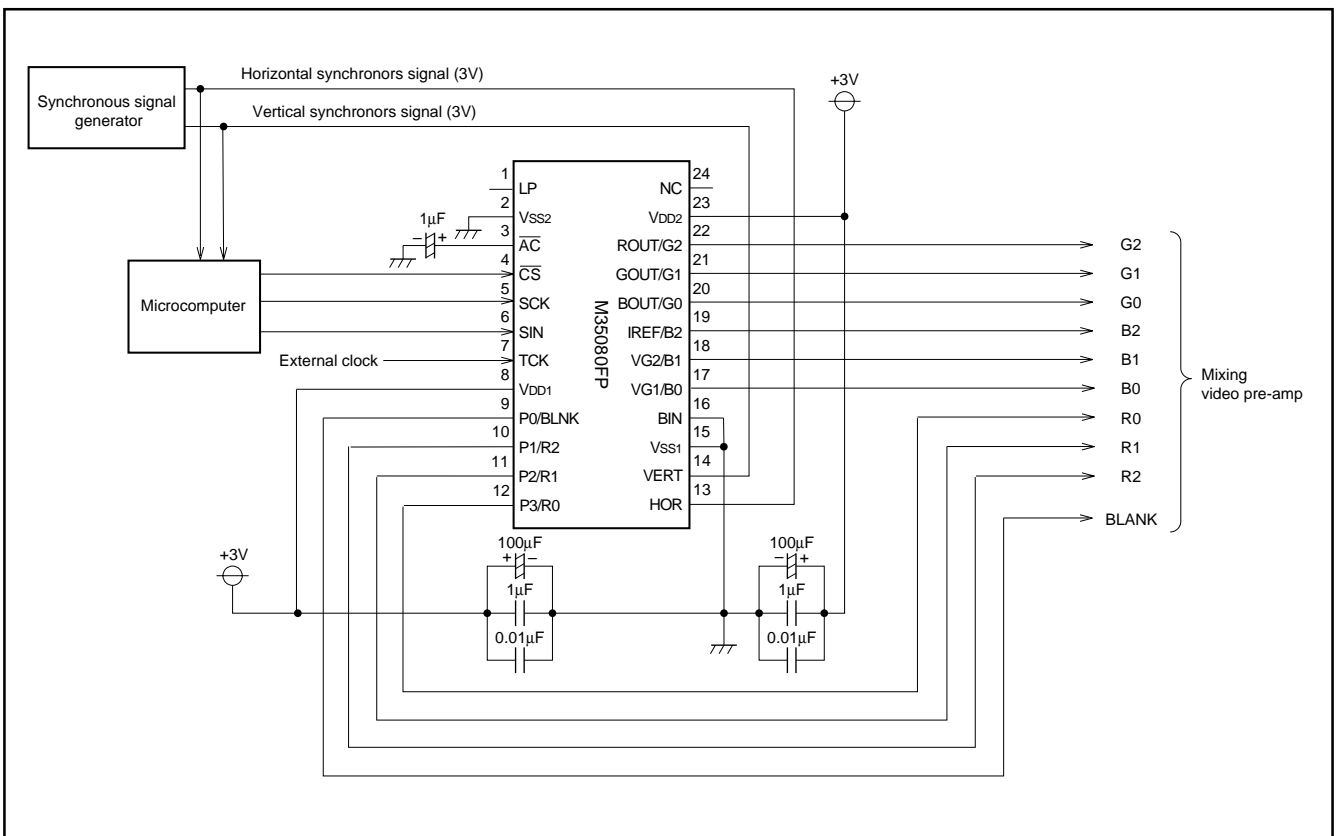 Horizontal synchronors signal (3V)
Synchronous signal
generator
Vertical synchronors signal (3V)
+3V
1 LP
2 VSS2
3 AC
4 CS
5 SCK
6 SIN
7 TCK
8 VDD1
9 P0/BLNK
10 P1/R2
11 P2/R1
12 P3/R0
M35080FP
24 NC
23 VDD2
22 ROUT/G2
21 GOUT/G1
20 BOUT/G0
19 IREF/B2
18 VG2/B1
17 VG1/B0
16 BIN
15 VSS1
14 VERT
13 HOR
1μF
− +
Microcomputer
External clock
G2
G1
G0
B2
B1
B0
R0
R1
R2
BLANK
Mixing
video pre-amp
+3V
100μF
+ −
1μF
0.01μF
100μF
− +
1μF
0.01μF